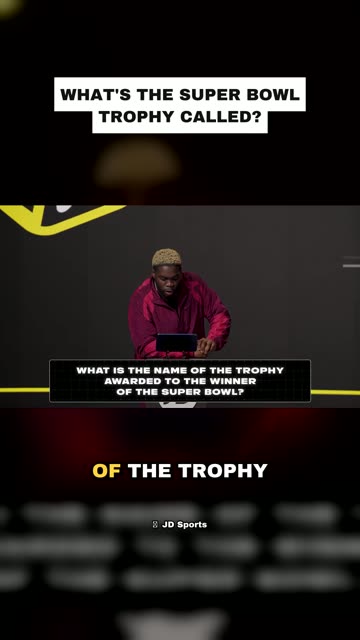 WHAT'S THE SUPER BOWL
TROPHY CALLED?
WHAT IS THE NAME OF THE TROPHY
AWARDED TO THE WINNER
OF THE SUPER BOWL?
OF THE TROPHY
JD Sports